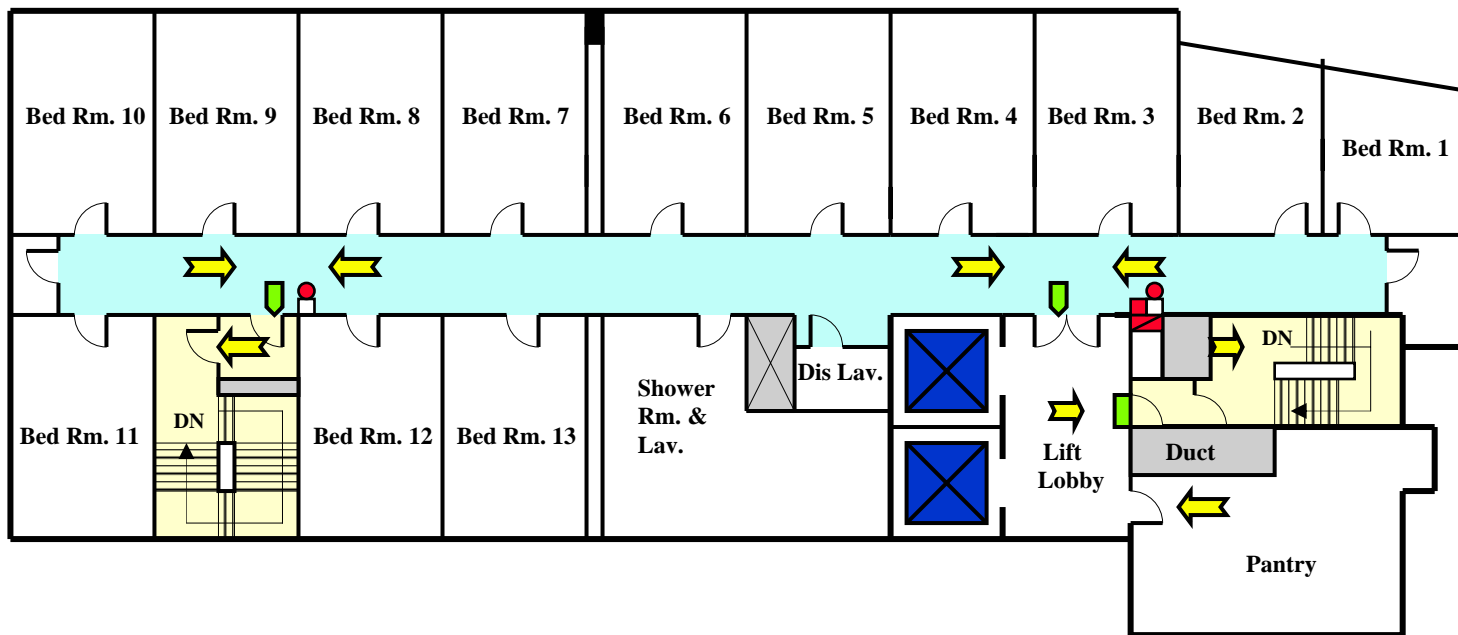 Bed Rm. 10
Bed Rm. 9
Bed Rm. 8
Bed Rm. 7
Bed Rm. 6
Bed Rm. 5
Bed Rm. 4
Bed Rm. 3
Bed Rm. 2
Bed Rm. 1
DN
Dis Lav.
Shower
Rm. &
Lav.
DN
Bed Rm. 11
Bed Rm. 12
Bed Rm. 13
Lift
Lobby
Duct
Pantry